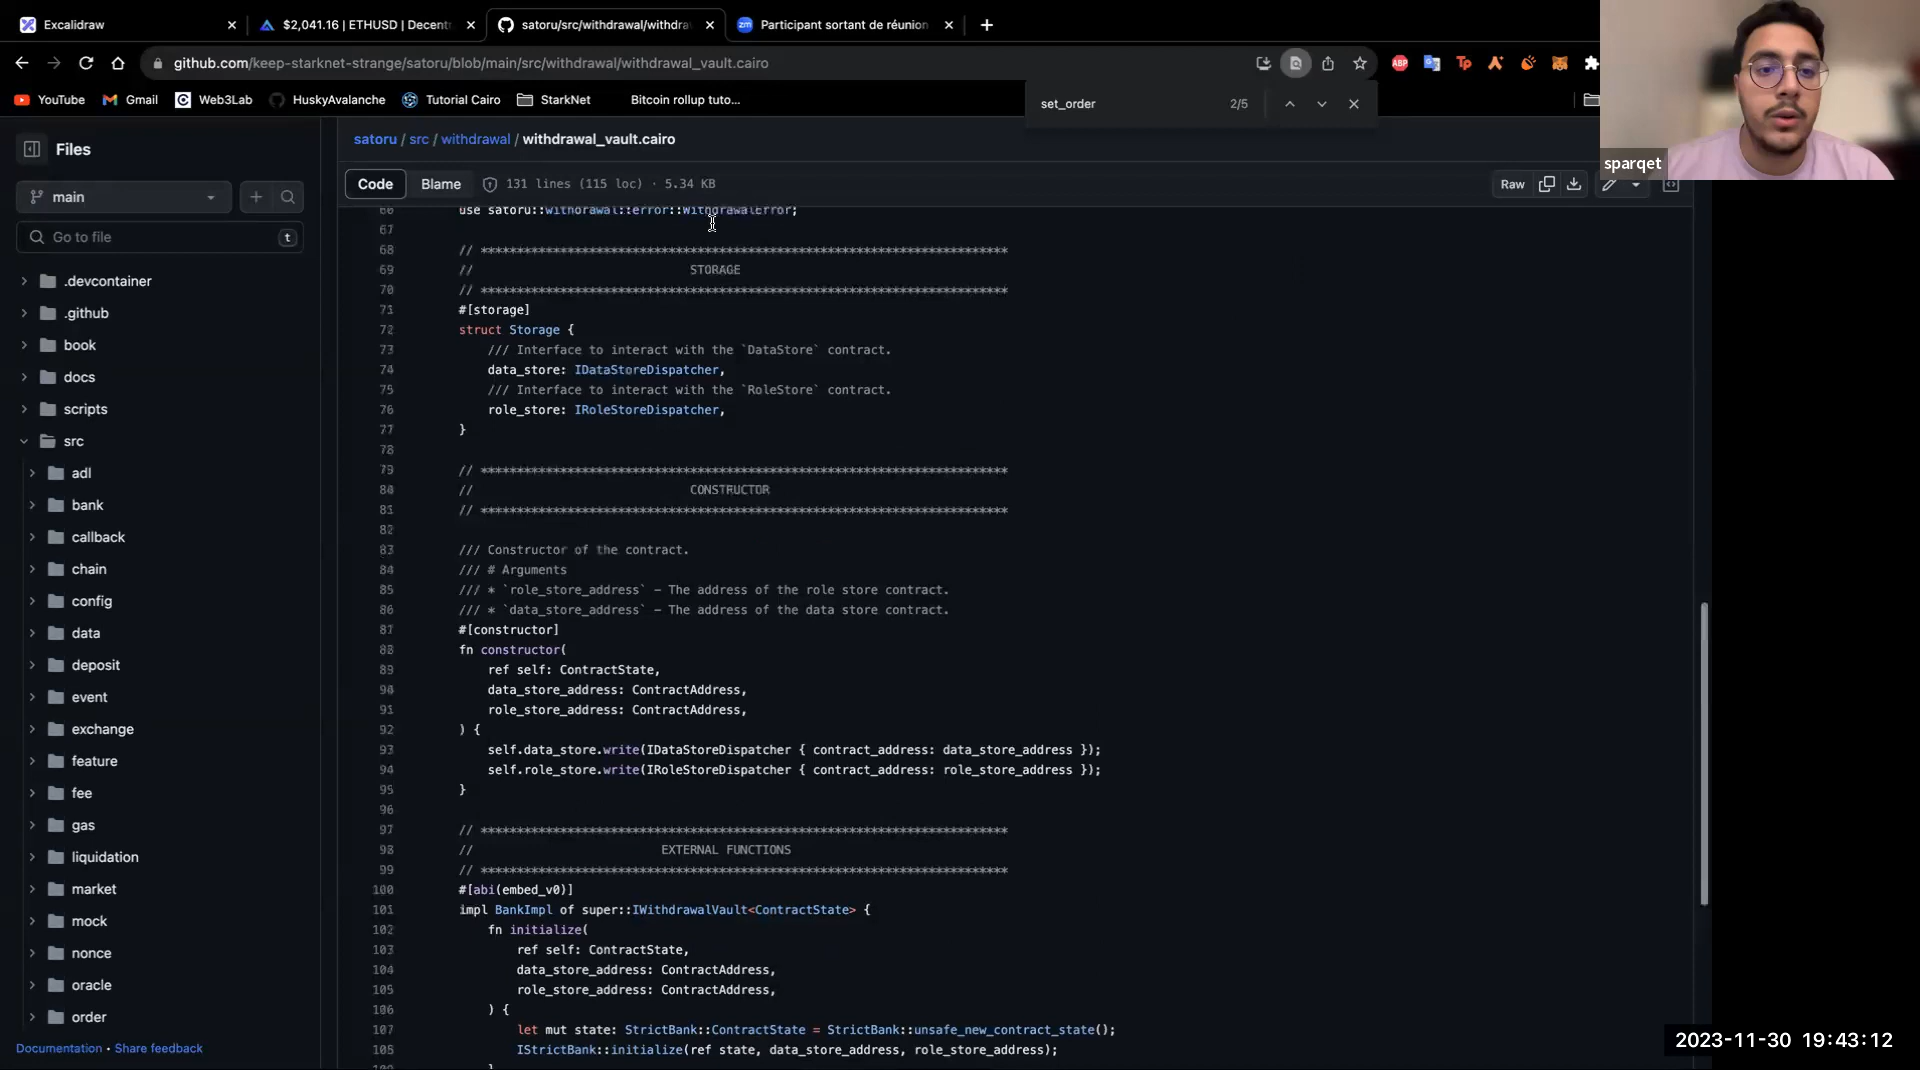 Excalidraw
$2,041.16 | ETHUSD | Decent
satoru/src/withdrawal/withdra
Participant sortant de réunion
github.com/keep-starknet-strange/satoru/blob/main/src/withdrawal/withdrawal_vault.cairo
YouTube
Gmail
Web3Lab
HuskyAvalanche
Tutorial Cairo
StarkNet
Bitcoin rollup tuto...
set_order
2/5
sparqet
Files
main
Go to file
t
.devcontainer
.github
book
docs
scripts
src
adl
bank
callback
chain
config
data
deposit
event
exchange
feature
fee
gas
liquidation
market
mock
nonce
oracle
order
Documentation • Share feedback
satoru / src / withdrawal / withdrawal_vault.cairo
Code
Blame
131 lines (115 loc) · 5.34 KB
Raw
66 use satoru::withdrawal::error::WithdrawalError;
67
68 // *************************************************************************
69 // STORAGE
70 // *************************************************************************
71 #[storage]
72 struct Storage {
73 /// Interface to interact with the `DataStore` contract.
74 data_store: IDataStoreDispatcher,
75 /// Interface to interact with the `RoleStore` contract.
76 role_store: IRoleStoreDispatcher,
77 }
78
79 // *************************************************************************
80 // CONSTRUCTOR
81 // *************************************************************************
82
83 /// Constructor of the contract.
84 /// # Arguments
85 /// * `role_store_address` - The address of the role store contract.
86 /// * `data_store_address` - The address of the data store contract.
87 #[constructor]
88 fn constructor(
89 ref self: ContractState,
90 data_store_address: ContractAddress,
91 role_store_address: ContractAddress,
92 ) {
93 self.data_store.write(IDataStoreDispatcher { contract_address: data_store_address });
94 self.role_store.write(IRoleStoreDispatcher { contract_address: role_store_address });
95 }
96
97 // *************************************************************************
98 // EXTERNAL FUNCTIONS
99 // *************************************************************************
100 #[abi(embed_v0)]
101 impl BankImpl of super::IWithdrawalVault<ContractState> {
102 fn initialize(
103 ref self: ContractState,
104 data_store_address: ContractAddress,
105 role_store_address: ContractAddress,
106 ) {
107 let mut state: StrictBank::ContractState = StrictBank::unsafe_new_contract_state();
108 IStrictBank::initialize(ref state, data_store_address, role_store_address);
2023-11-30 19:43:12